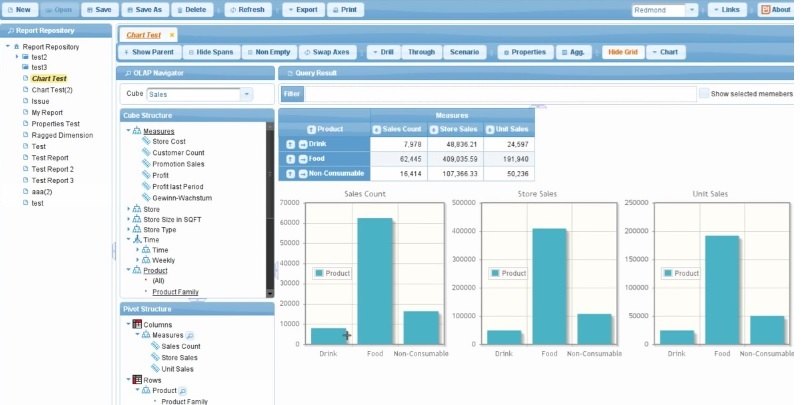 New Open Save Save As Delete Refresh Export Print Redmond Links About
Report Repository
Report Repository
test2
test3
Chart Test
Chart Test(2)
Issue
My Report
Properties Test
Ragged Dimension
Test
Test Report
Test Report 2
Test Report 3
aaa(2)
test
Chart Test
Show Parent Hide Spans Non Empty Swap Axes Drill Through Scenario Properties Agg. Hide Grid Chart
OLAP Navigator
Cube Sales
Cube Structure
Measures
Store Cost
Customer Count
Promotion Sales
Profit
Profit last Period
Gewinn-Wachstum
Store
Store Size in SQFT
Store Type
Time
Time
Weekly
Product
(All)
Product Family
Pivot Structure
Columns
Measures
Sales Count
Store Sales
Unit Sales
Rows
Product
Product Family
Query Result
Filter Show selected memebers
Measures
Product Sales Count Store Sales Unit Sales
Drink 7,978 48,836.21 24,597
Food 62,445 409,035.59 191,940
Non-Consumable 16,414 107,366.33 50,236
Sales Count
70000
60000
50000
40000
30000
20000
10000
0
Product
Drink Food Non-Consumable
Store Sales
500000
400000
300000
200000
100000
0
Product
Drink Food Non-Consumable
Unit Sales
250000
200000
150000
100000
50000
0
Product
Drink Food Non-Consumable